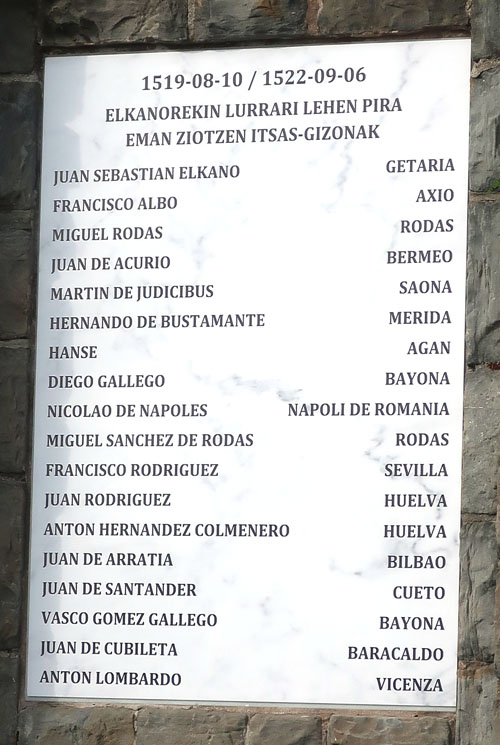 1519-08-10 / 1522-09-06
ELKANOREKIN LURRARI LEHEN PIRA
EMAN ZIOTZEN ITSAS-GIZONAK
JUAN SEBASTIAN ELKANO GETARIA
FRANCISCO ALBO AXIO
MIGUEL RODAS RODAS
JUAN DE ACURIO BERMEO
MARTIN DE JUDICIBUS SAONA
HERNANDO DE BUSTAMANTE MERIDA
HANSE AGAN
DIEGO GALLEGO BAYONA
NICOLAO DE NAPOLES NAPOLI DE ROMANIA
MIGUEL SANCHEZ DE RODAS RODAS
FRANCISCO RODRIGUEZ SEVILLA
JUAN RODRIGUEZ HUELVA
ANTON HERNANDEZ COLMENERO HUELVA
JUAN DE ARRATIA BILBAO
JUAN DE SANTANDER CUETO
VASCO GOMEZ GALLEGO BAYONA
JUAN DE CUBILETA BARACALDO
ANTON LOMBARDO VICENZA